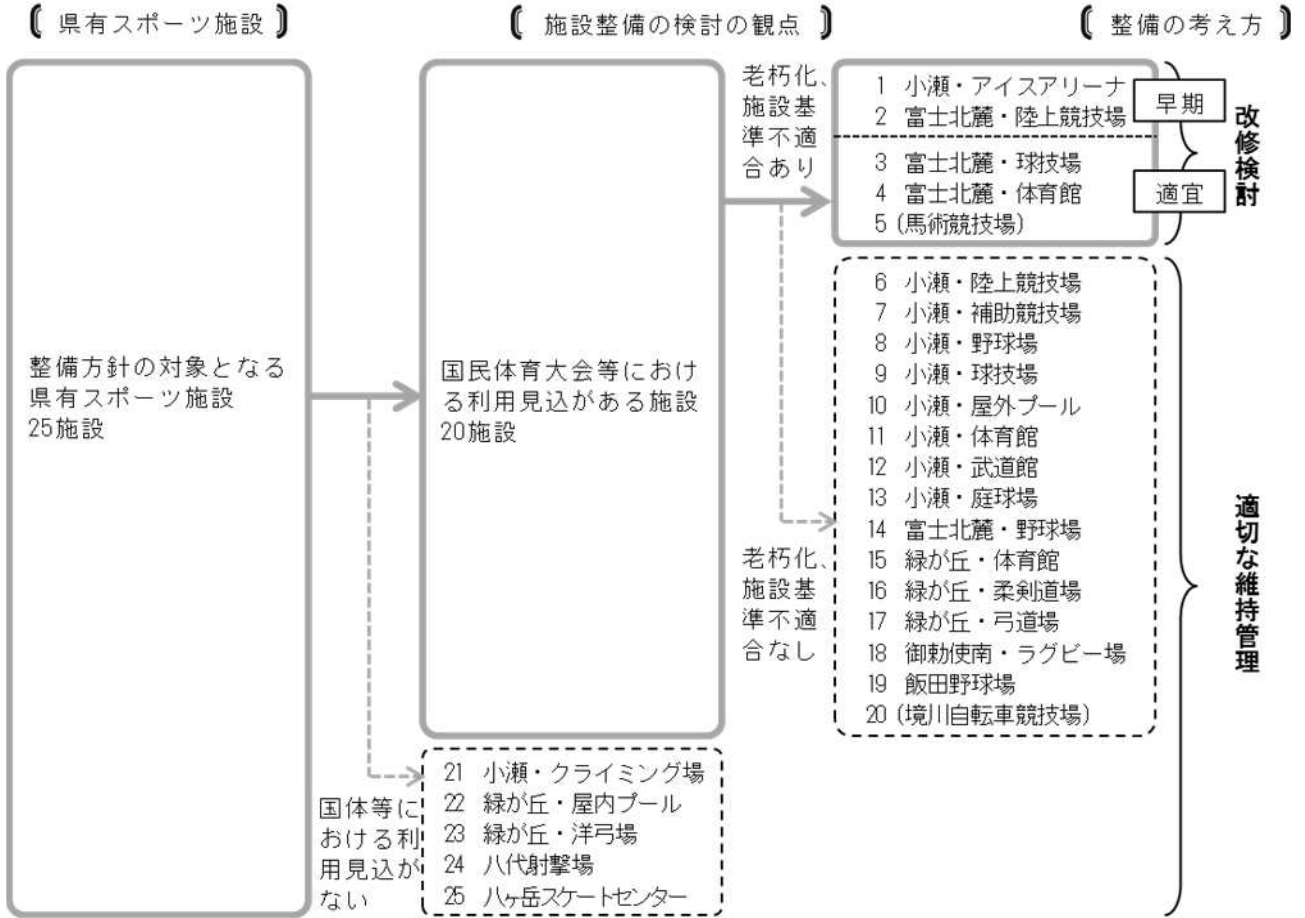 【 県有スポーツ施設 】
【 施設整備の検討の観点 】
【 整備の考え方 】
整備方針の対象となる
県有スポーツ施設
25施設
国民体育大会等におけ
る利用見込がある施設
20施設
老朽化、
施設基
準不適
合あり
1 小瀬・アイスアリーナ
2 富士北麓・陸上競技場
早期
3 富士北麓・球技場
4 富士北麓・体育館
5 (馬術競技場)
適宜
改修検討
老朽化、
施設基
準不適
合なし
6 小瀬・陸上競技場
7 小瀬・補助競技場
8 小瀬・野球場
9 小瀬・球技場
10 小瀬・屋外プール
11 小瀬・体育館
12 小瀬・武道館
13 小瀬・庭球場
14 富士北麓・野球場
15 緑が丘・体育館
16 緑が丘・柔剣道場
17 緑が丘・弓道場
18 御勅使南・ラグビー場
19 飯田野球場
20 (境川自転車競技場)
適切な維持管理
国体等に
おける利
用見込が
ない
21 小瀬・クライミング場
22 緑が丘・屋内プール
23 緑が丘・洋弓場
24 八代射撃場
25 八ヶ岳スケートセンター